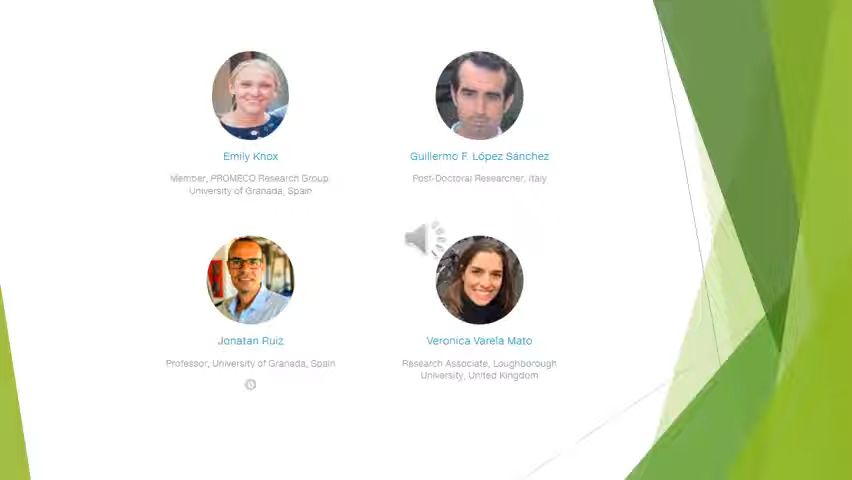 Emily Knox
Member, PROMECO Research Group.
University of Granada, Spain
Guillermo F. López Sánchez
Post-Doctoral Researcher, Italy
Jonatan Ruiz
Professor, University of Granada, Spain
Veronica Varela Mato
Research Associate, Loughborough
University, United Kingdom